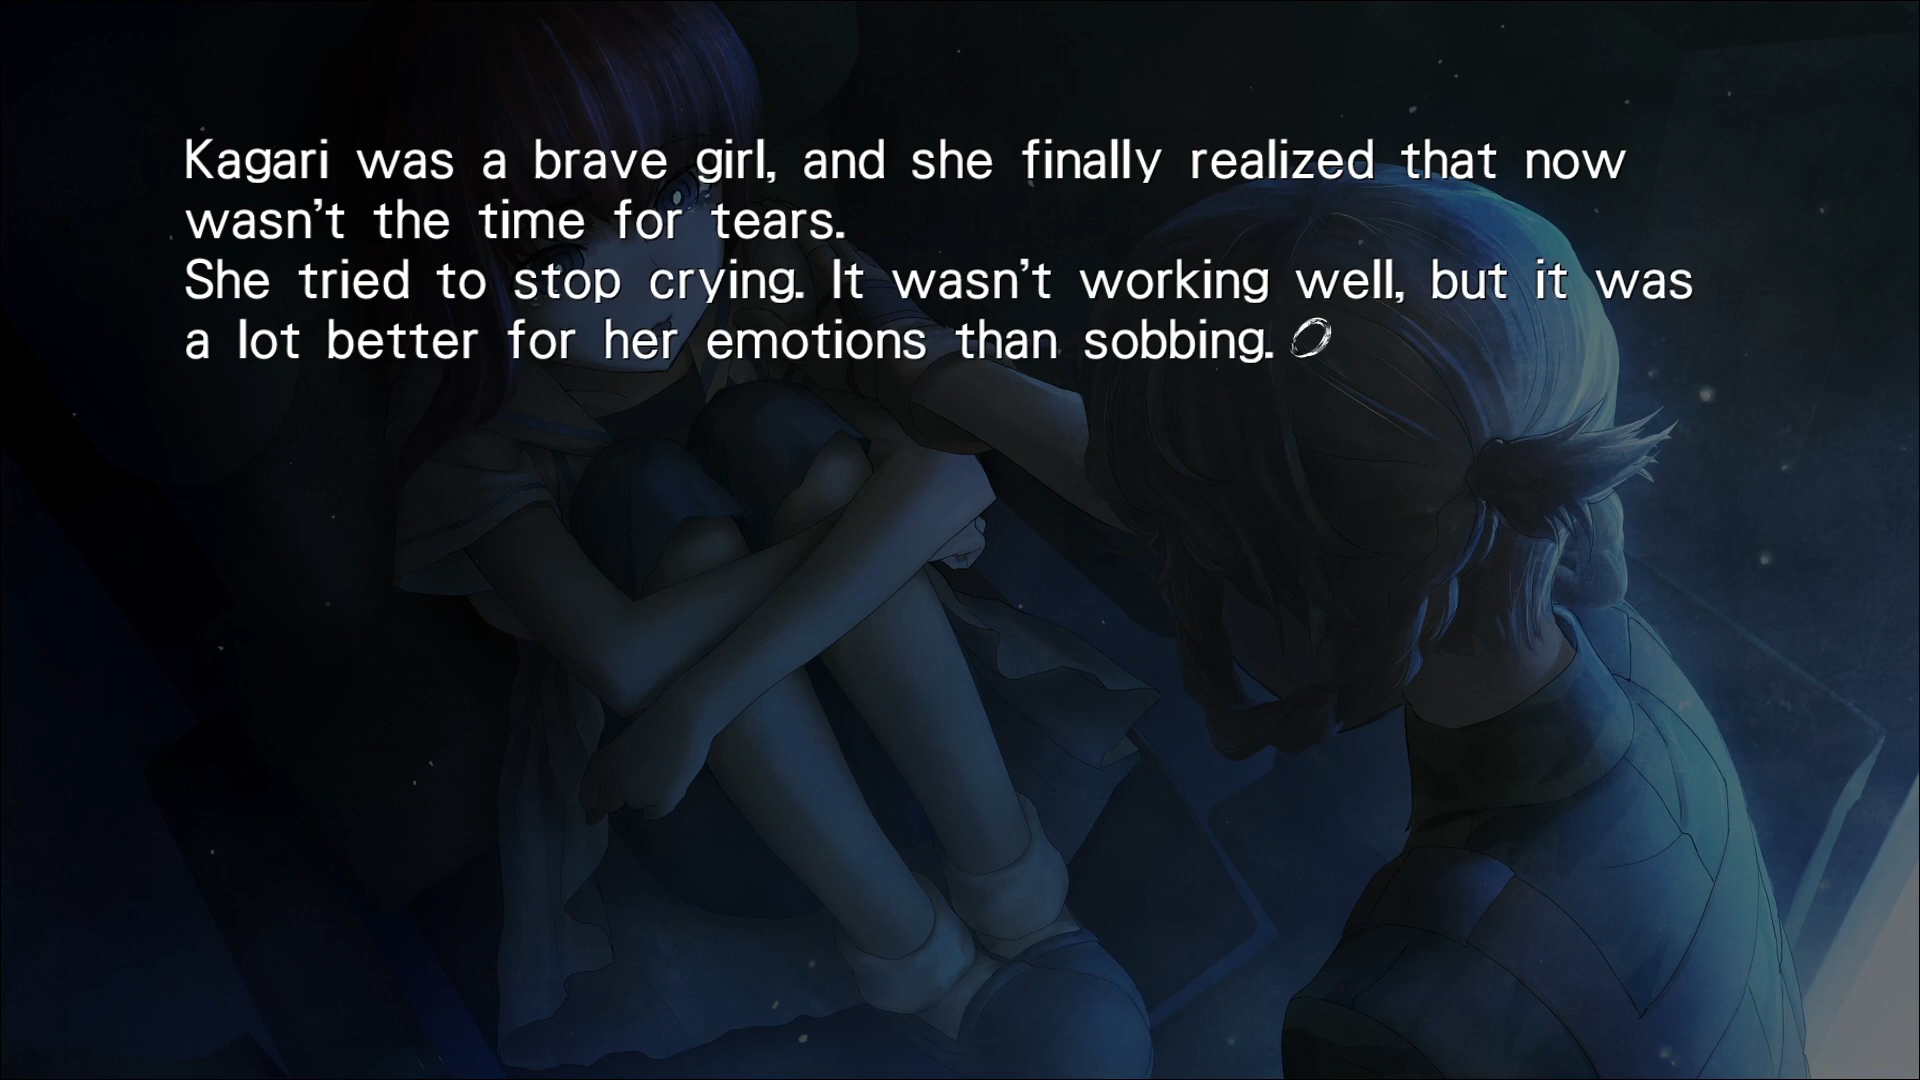 Kagari was a brave girl, and she finally realized that now
wasn’t the time for tears.
She tried to stop crying. It wasn’t working well, but it was
a lot better for her emotions than sobbing.